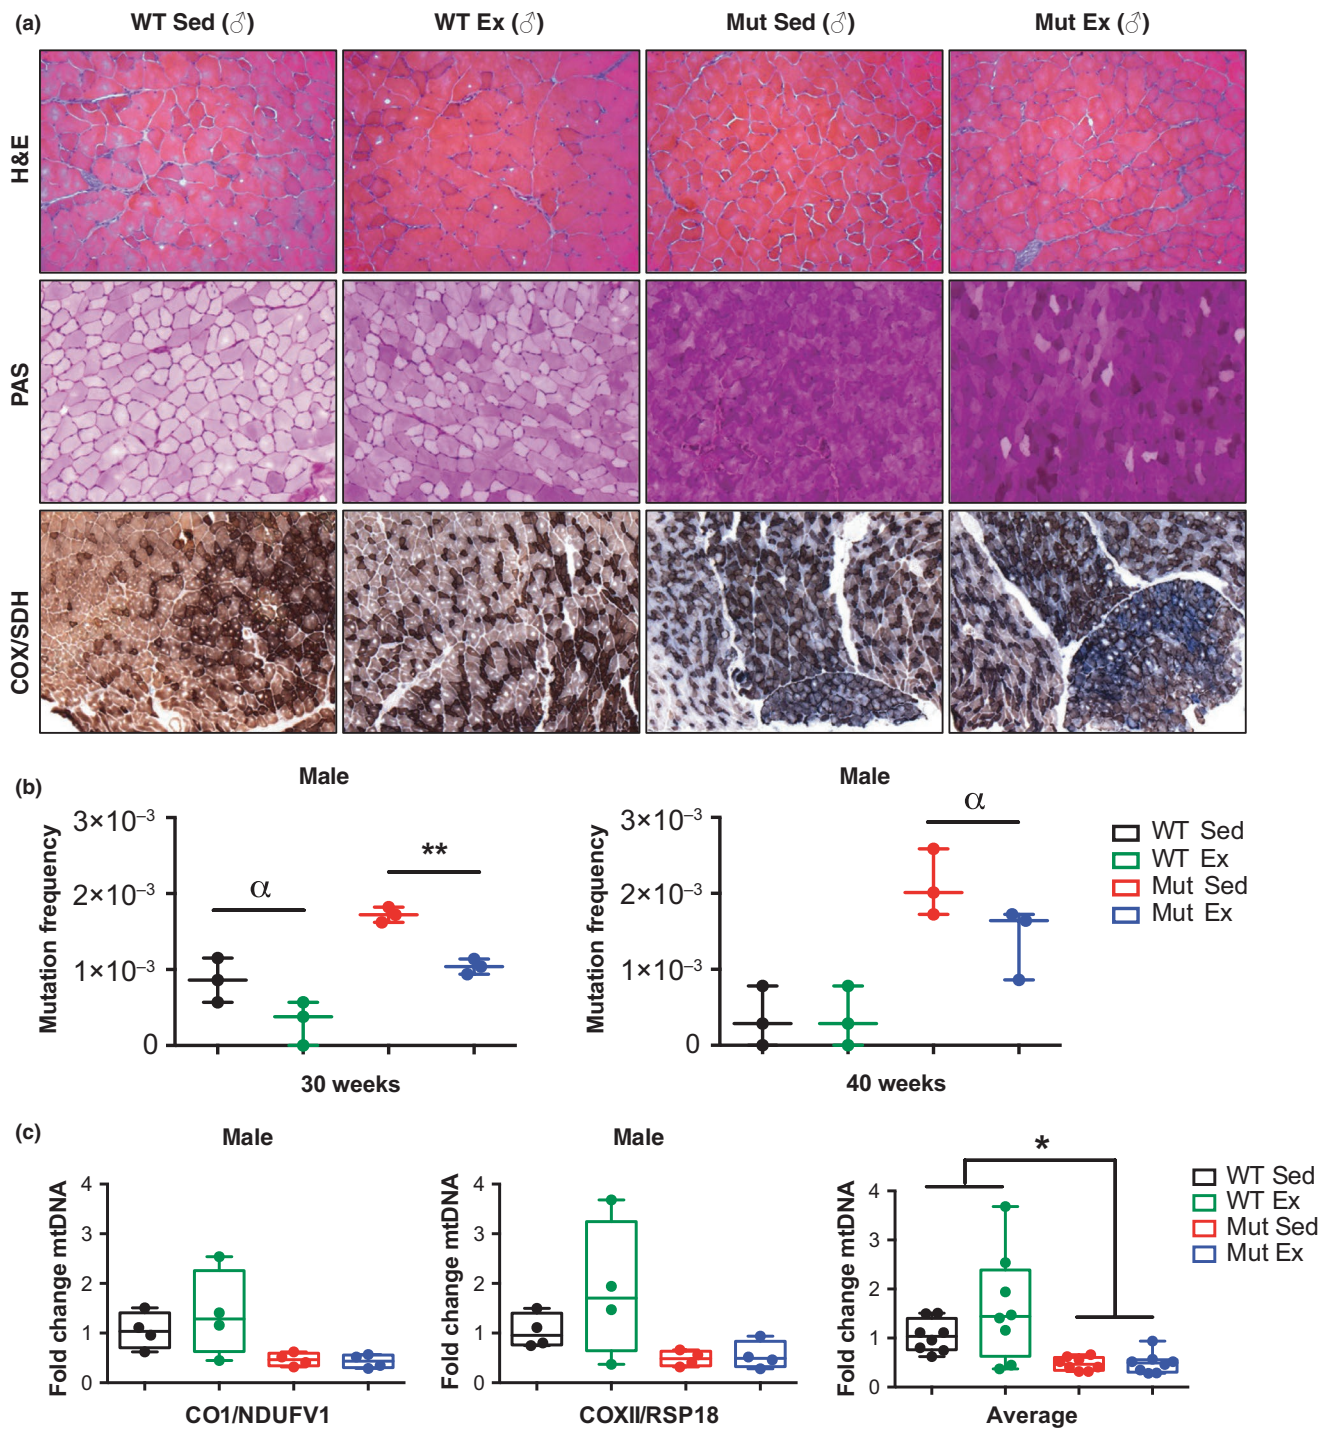 (a)
WT Sed (♂)
WT Ex (♂)
Mut Sed (♂)
Mut Ex (♂)
H&E
PAS
COX/SDH
(b)
Male
Mutation frequency
3×10⁻³
2×10⁻³
1×10⁻³
0
α
**
30 weeks
Male
Mutation frequency
3×10⁻³
2×10⁻³
1×10⁻³
0
α
40 weeks
WT Sed
WT Ex
Mut Sed
Mut Ex
(c)
Male
Fold change mtDNA
4
3
2
1
0
CO1/NDUFV1
Male
Fold change mtDNA
4
3
2
1
0
COXII/RSP18
Fold change mtDNA
4
3
2
1
0
*
Average
WT Sed
WT Ex
Mut Sed
Mut Ex